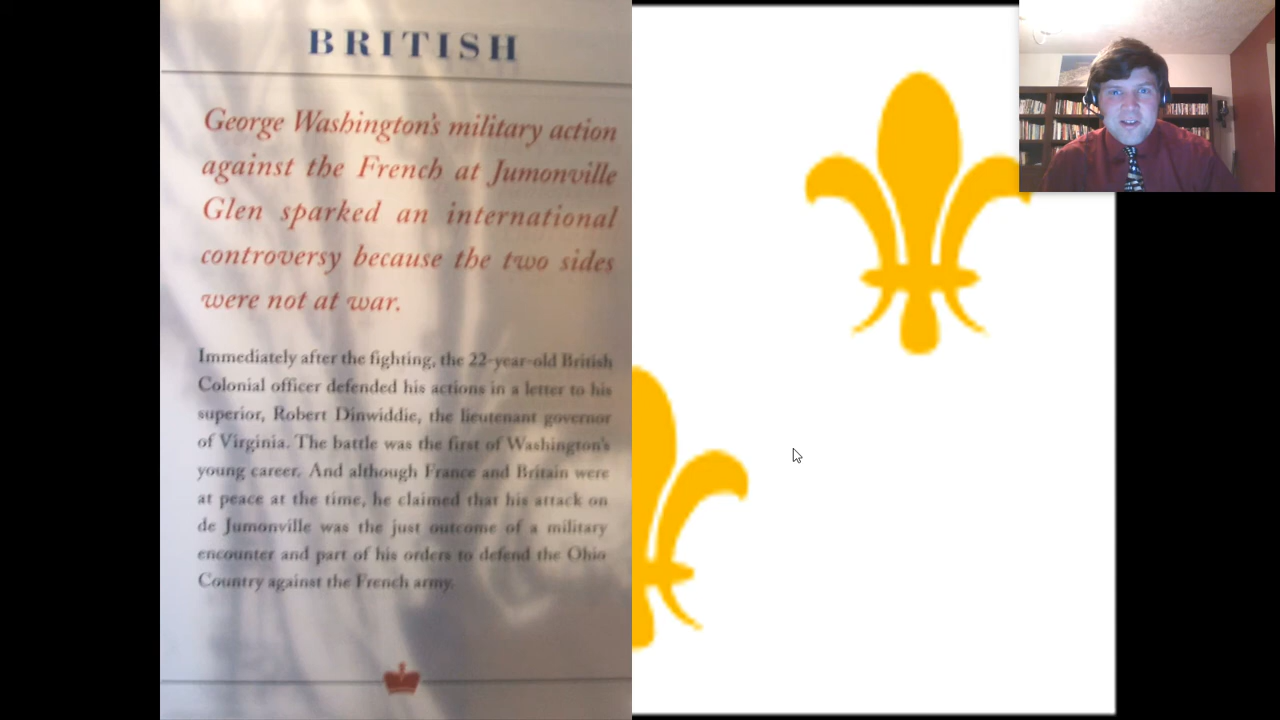 BRITISH
George Washington's military action
against the French at Jumonville
Glen sparked an international
controversy because the two sides
were not at war.
Immediately after the fighting, the 22-year-old British
Colonial officer defended his actions in a letter to his
superior, Robert Dinwiddie, the lieutenant governor
of Virginia. The battle was the first of Washington's
young career. And although France and Britain were
at peace at the time, he claimed that his attack on
de Jumonville was the just outcome of a military
encounter and part of his orders to defend the Ohio
Country against the French army.